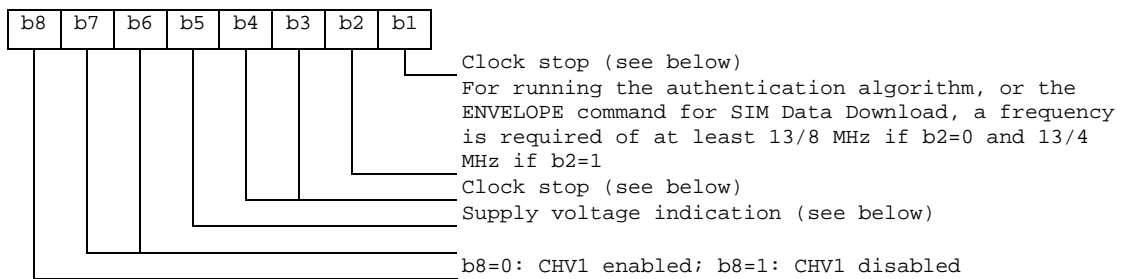 b8 b7 b6 b5 b4 b3 b2 b1
Clock stop (see below)
For running the authentication algorithm, or the
ENVELOPE command for SIM Data Download, a frequency
is required of at least 13/8 MHz if b2=0 and 13/4
MHz if b2=1
Clock stop (see below)
Supply voltage indication (see below)
b8=0: CHV1 enabled; b8=1: CHV1 disabled